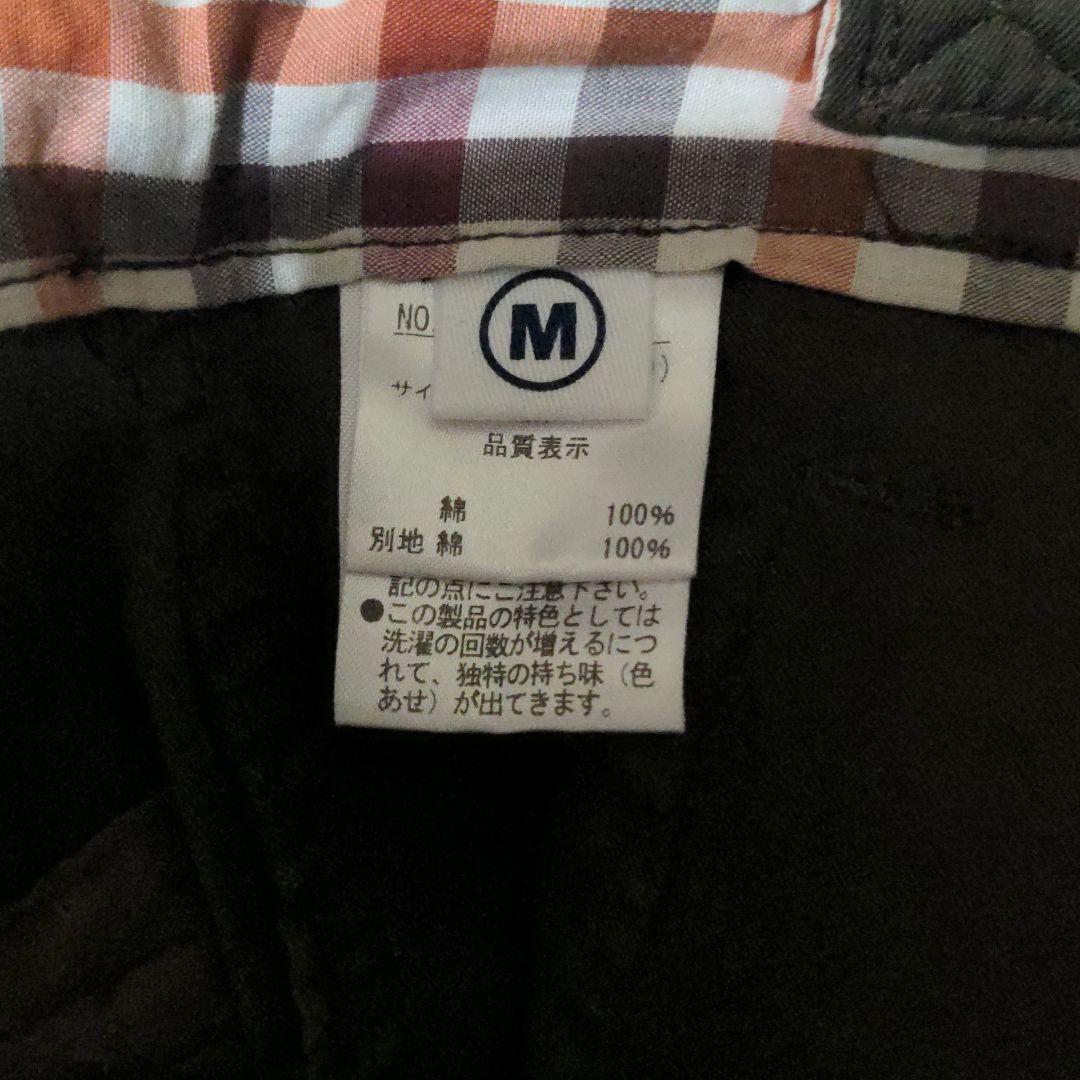 M
NO.
サイ
品質表示
綿 100%
別地 綿 100%
記の点にご注意下さい。
●この製品の特色としては
洗濯の回数が増えるにつ
れて、独特の持ち味（色
あせ）が出てきます。